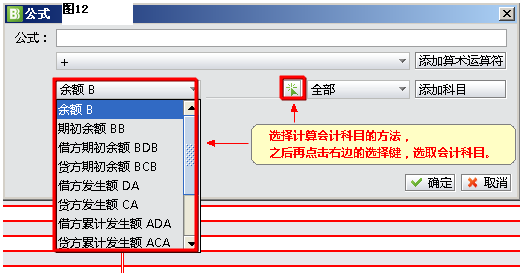 图12
公式
公式：
+
添加算术运算符
余额 B
全部
添加科目
余额 B
期初余额 BB
借方期初余额 BDB
贷方期初余额 BCB
借方发生额 DA
贷方发生额 CA
借方累计发生额 ADA
贷方累计发生额 ACA
选择计算会计科目的方法，
之后再点击右边的选择键，选取会计科目。
确定
取消